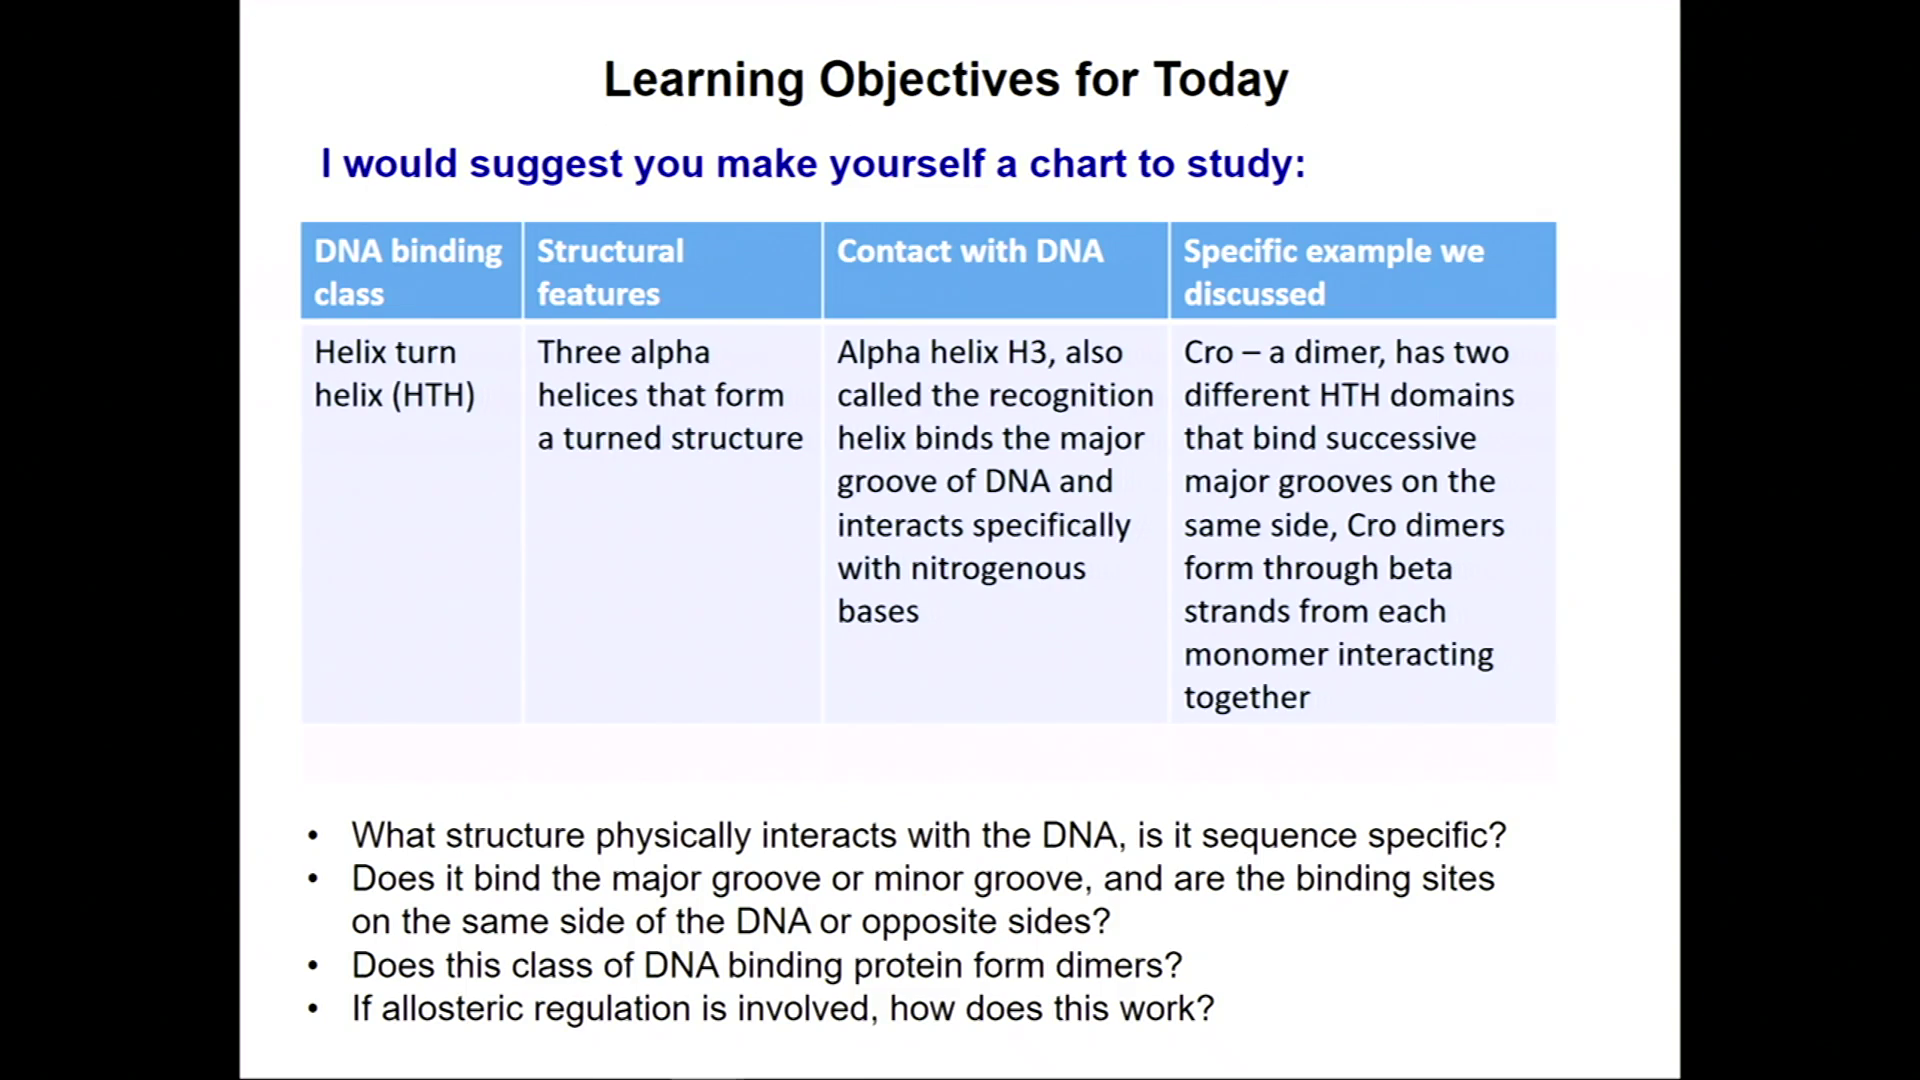 Learning Objectives for Today
I would suggest you make yourself a chart to study:
DNA binding
class
Structural
features
Contact with DNA
Specific example we
discussed
Helix turn
helix (HTH)
Three alpha
helices that form
a turned structure
Alpha helix H3, also
called the recognition
helix binds the major
groove of DNA and
interacts specifically
with nitrogenous
bases
Cro – a dimer, has two
different HTH domains
that bind successive
major grooves on the
same side, Cro dimers
form through beta
strands from each
monomer interacting
together
• What structure physically interacts with the DNA, is it sequence specific?
• Does it bind the major groove or minor groove, and are the binding sites
on the same side of the DNA or opposite sides?
• Does this class of DNA binding protein form dimers?
• If allosteric regulation is involved, how does this work?